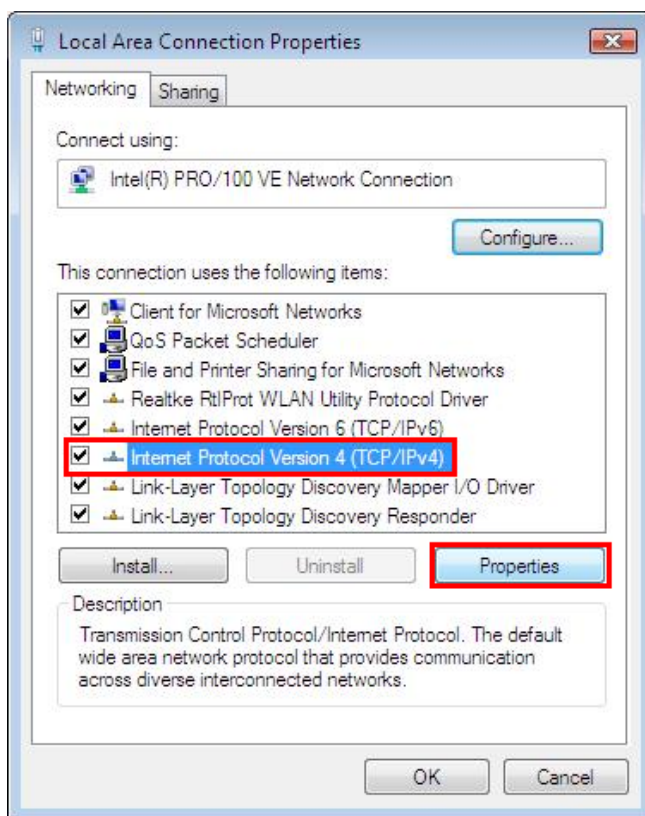 Local Area Connection Properties
Networking
Sharing
Connect using:
Intel(R) PRO/100 VE Network Connection
Configure...
This connection uses the following items:
Client for Microsoft Networks
QoS Packet Scheduler
File and Printer Sharing for Microsoft Networks
Realtke RtlProt WLAN Utility Protocol Driver
Internet Protocol Version 6 (TCP/IPv6)
Internet Protocol Version 4 (TCP/IPv4)
Link-Layer Topology Discovery Mapper I/O Driver
Link-Layer Topology Discovery Responder
Install...
Uninstall
Properties
Description
Transmission Control Protocol/Internet Protocol. The default
wide area network protocol that provides communication
across diverse interconnected networks.
OK
Cancel